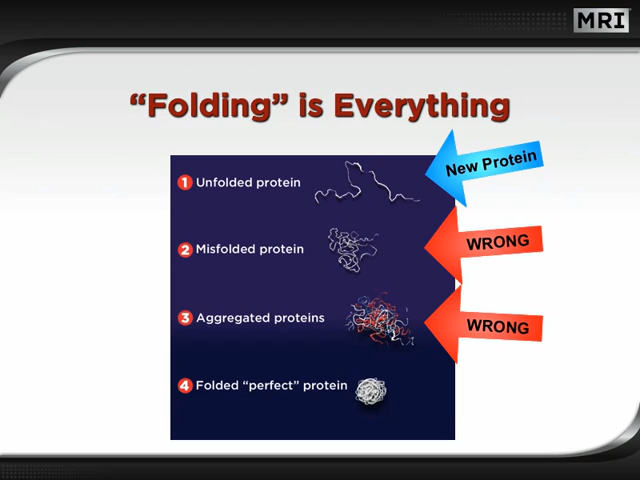 MRI
“Folding” is Everything
1 Unfolded protein
New Protein
2 Misfolded protein
WRONG
3 Aggregated proteins
WRONG
4 Folded “perfect” protein